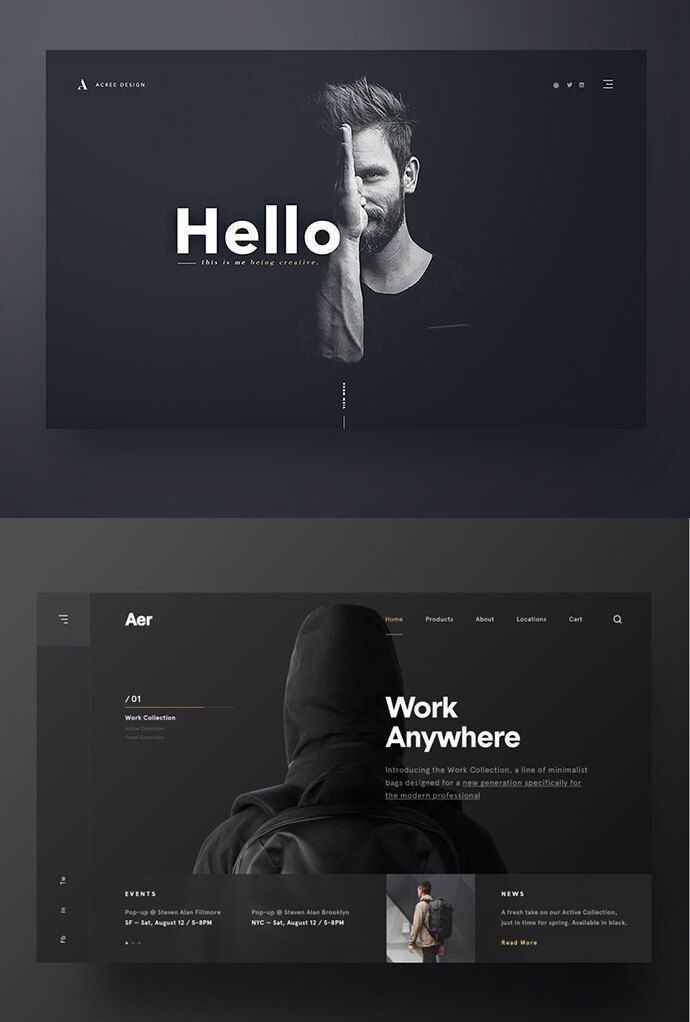 ACREE DESIGN
Hello
this is me being creative.
Aer
Home Products About Locations Cart
/ 01
Work Collection
Active Collection
Travel Collection
Work
Anywhere
Introducing the Work Collection, a line of minimalist
bags designed for a new generation specifically for
the modern professional
Tw
In
Fb
EVENTS
Pop-up @ Steven Alan Fillmore
SF — Sat, August 12 / 5-8PM
Pop-up @ Steven Alan Brooklyn
NYC — Sat, August 12 / 5-8PM
NEWS
A fresh take on our Active Collection,
just in time for spring. Available in black.
Read More